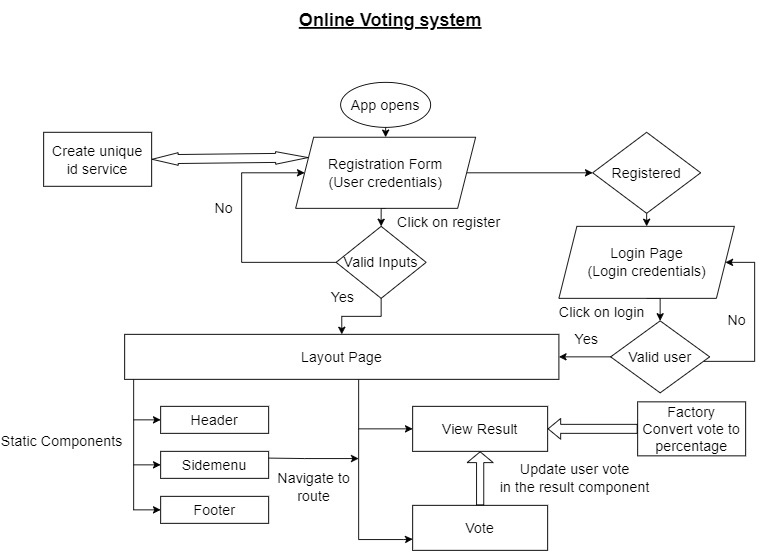 Online Voting system
App opens
Create unique
id service
Registration Form
(User credentials)
Registered
No
Click on register
Valid Inputs
Login Page
(Login credentials)
Yes
Click on login
No
Yes
Layout Page
Valid user
Header
View Result
Factory
Convert vote to
percentage
Static Components
Sidemenu
Navigate to
route
Update user vote
in the result component
Footer
Vote